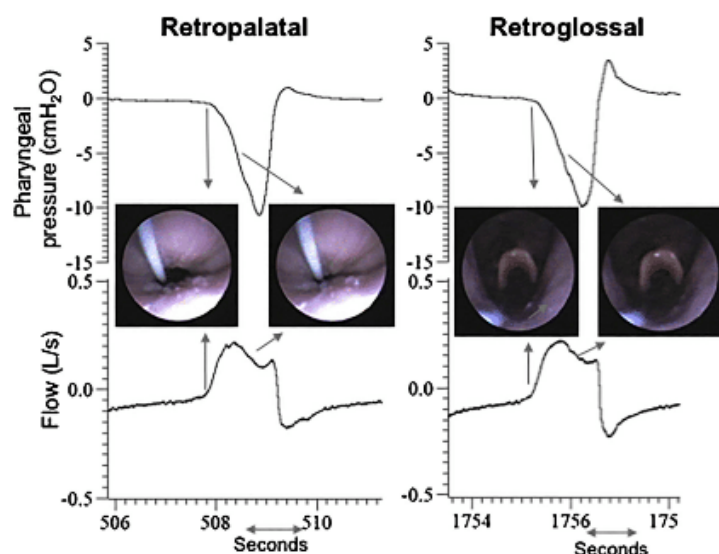 Retropalatal Retroglossal
Pharyngeal
pressure (cmH₂O)
5
0
-5
-10
-15
Flow (L/s)
0.5
0.0
-0.5
506 508 510
Seconds
5
0
-5
-10
-15
0.5
0.0
-0.5
1754 1756 175
Seconds